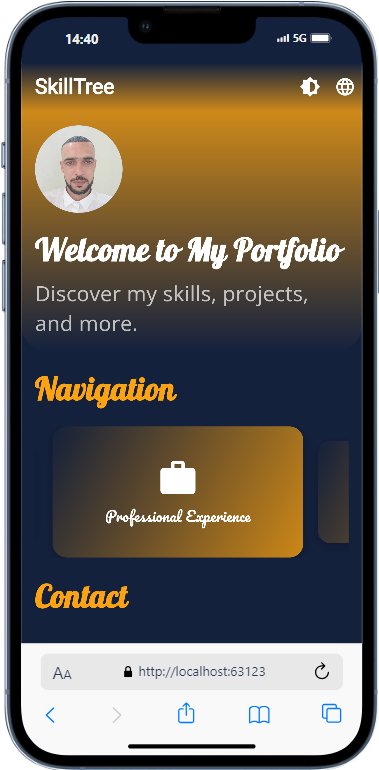 14:40
5G
SkillTree
Welcome to My Portfolio
Discover my skills, projects,
and more.
Navigation
Professional Experience
Contact
AA
http://localhost:63123